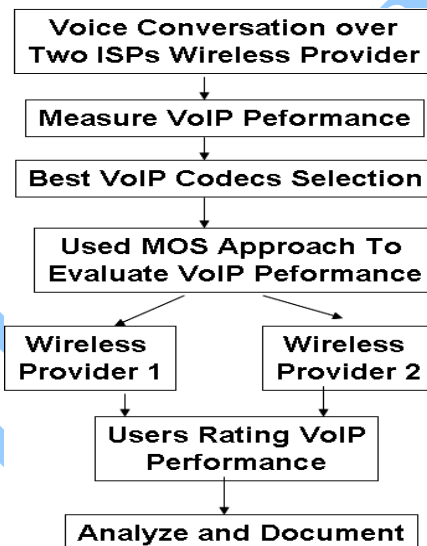 Voice Conversation over
Two ISPs Wireless Provider
Measure VoIP Peformance
Best VoIP Codecs Selection
Used MOS Approach To
Evaluate VoIP Peformance
Wireless
Provider 1
Wireless
Provider 2
Users Rating VoIP
Performance
Analyze and Document